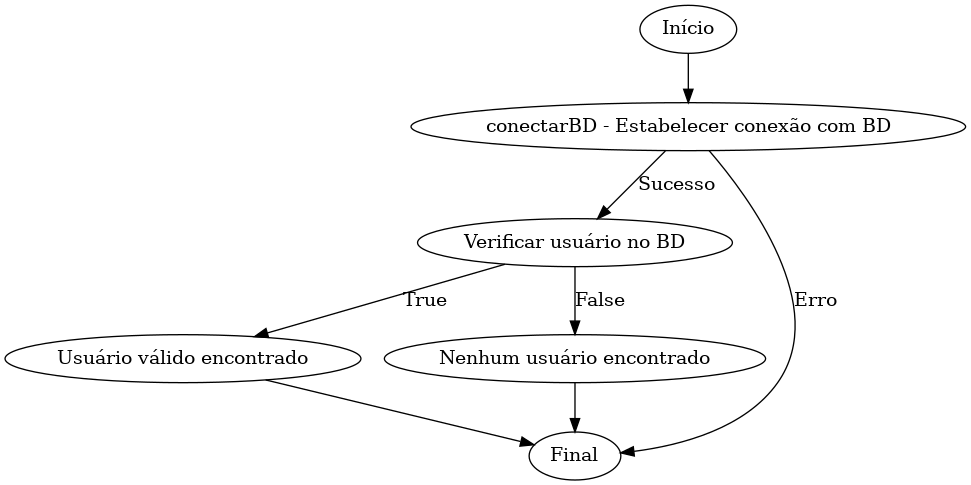 Início
conectarBD - Estabelecer conexão com BD
Sucesso
Verificar usuário no BD
True
False
Erro
Usuário válido encontrado
Nenhum usuário encontrado
Final